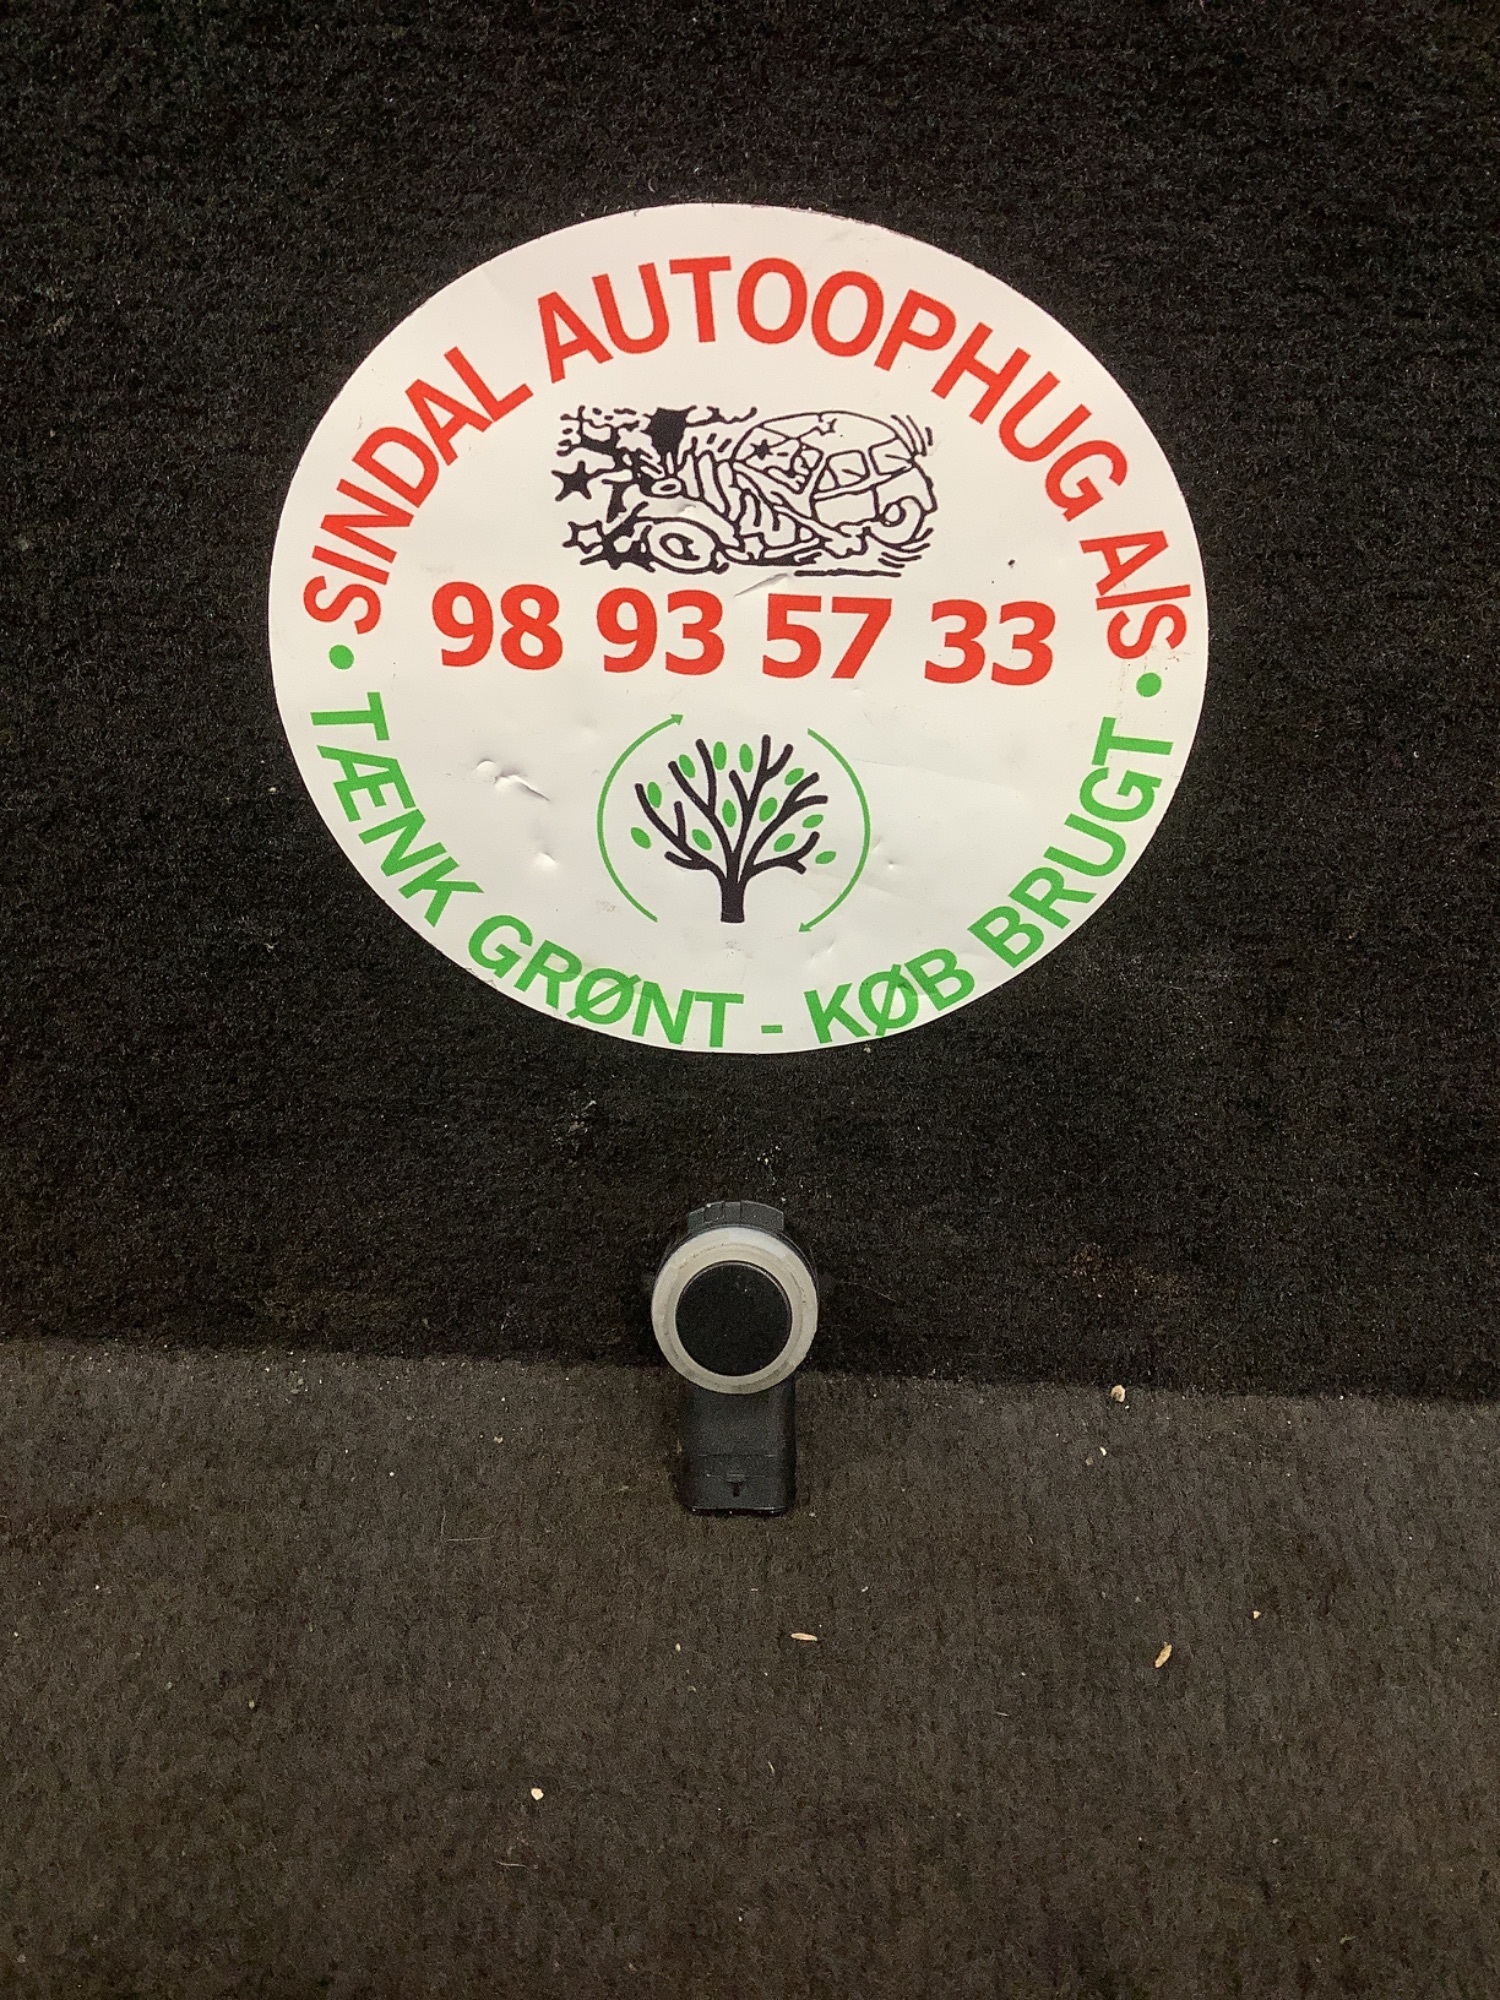 SINDAL AUTOOPHUG A/S
98 93 57 33
TÆNK GRØNT - KØB BRUGT